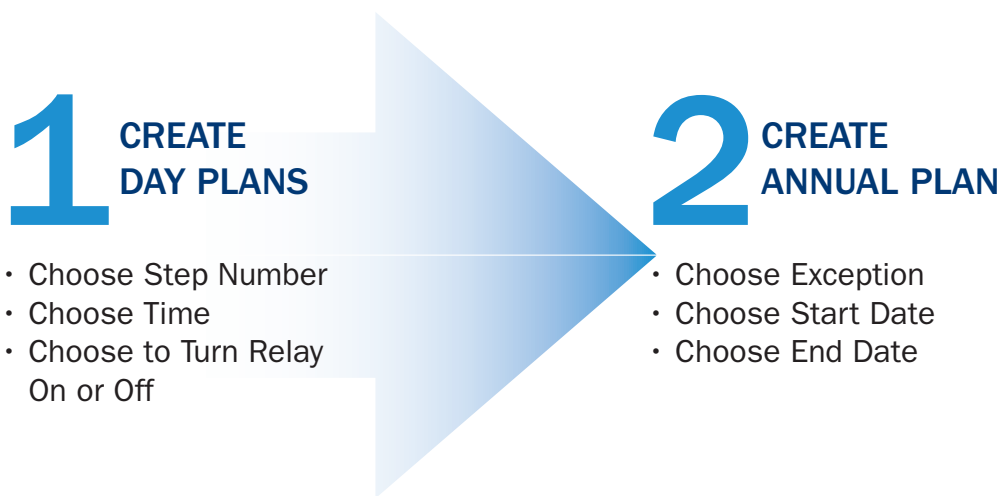 1
CREATE
DAY PLANS
· Choose Step Number
· Choose Time
· Choose to Turn Relay
On or Off
2
CREATE
ANNUAL PLAN
· Choose Exception
· Choose Start Date
· Choose End Date